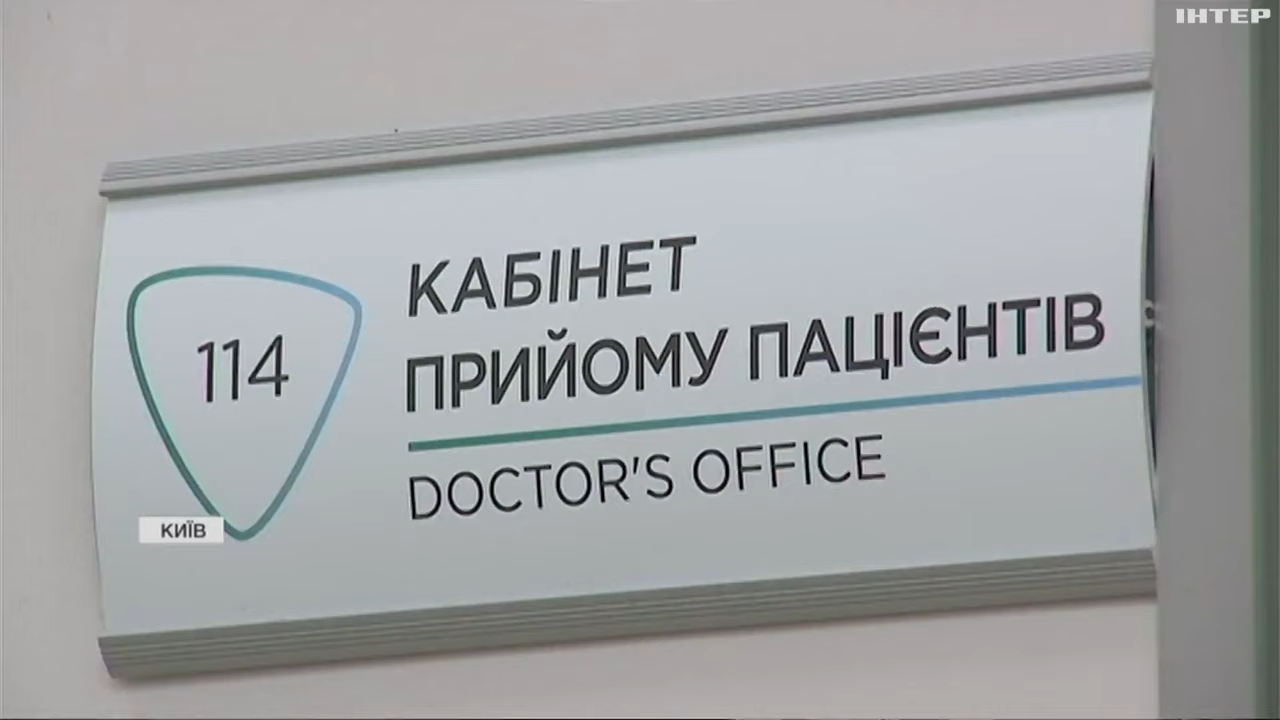 ІНТЕР
114
КАБІНЕТ
ПРИЙОМУ ПАЦІЄНТІВ
DOCTOR'S OFFICE
КИЇВ